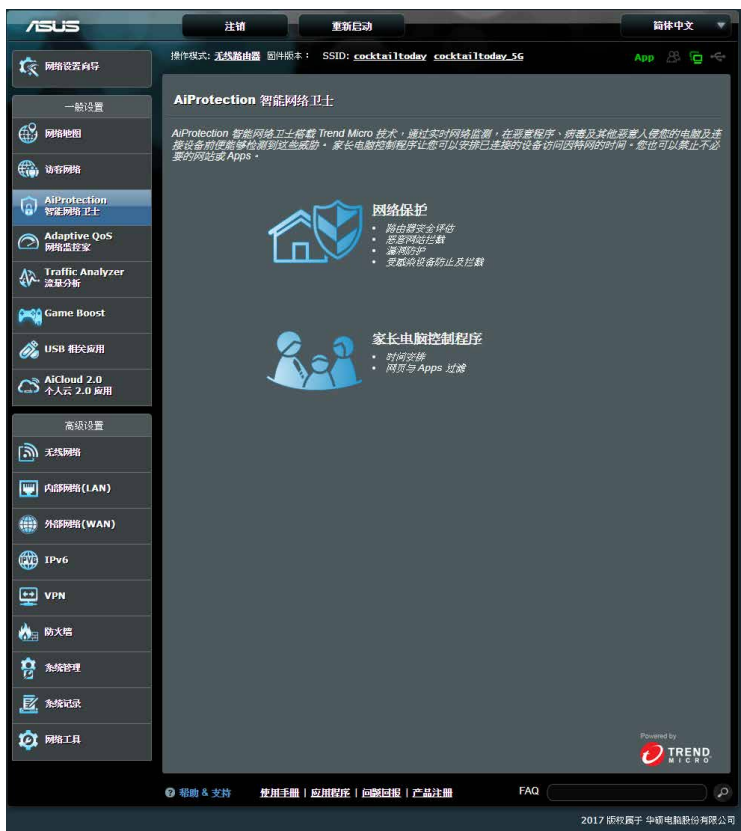 ASUS
注销
重新启动
简体中文
操作模式: 无线路由器 固件版本: SSID: cocktailtoday cocktailtoday_5G
App
网络设置向导
一般设置
网络地图
访客网络
AiProtection
智能网络卫士
Adaptive QoS
网络监控家
Traffic Analyzer
流量分析
Game Boost
USB 相关应用
AiCloud 2.0
个人云 2.0 应用
高级设置
无线网络
内部网络(LAN)
外部网络(WAN)
IPv6
VPN
防火墙
系统管理
系统记录
网络工具
AiProtection 智能网络卫士
AiProtection 智能网络卫士搭载 Trend Micro 技术，通过实时网络监测，在恶意程序、病毒及其他恶意人侵您的电脑及连
接设备前便能够检测到这些威胁。 家长电脑控制程序让您可以安排已连接的设备访问因特网的时间。您也可以禁止不必
要的网站或 Apps。
网络保护
• 路由器安全评估
• 恶意网站拦截
• 漏洞防护
• 受感染设备防止及拦截
家长电脑控制程序
• 时间安排
• 网页与 Apps 过滤
Powered by
TREND
MICRO
帮助 & 支持
使用手册 | 应用程序 | 问题回报 | 产品注册
FAQ
2017 版权属于 华硕电脑股份有限公司